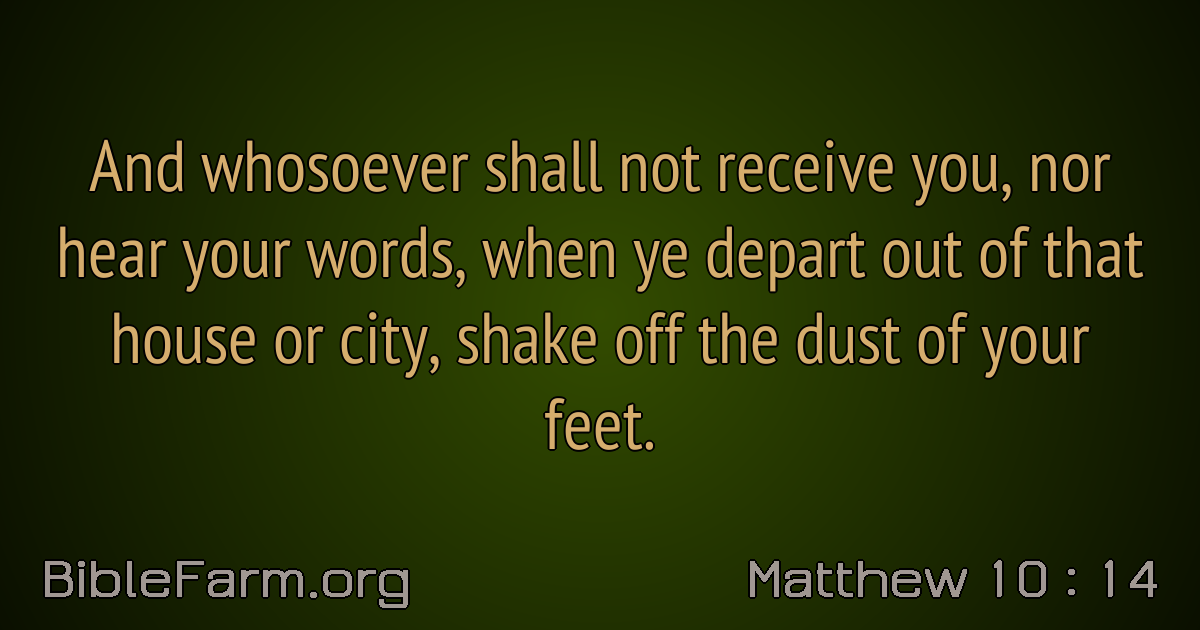 And whosoever shall not receive you, nor
hear your words, when ye depart out of that
house or city, shake off the dust of your
feet.
BibleFarm.org
Matthew 10 : 14